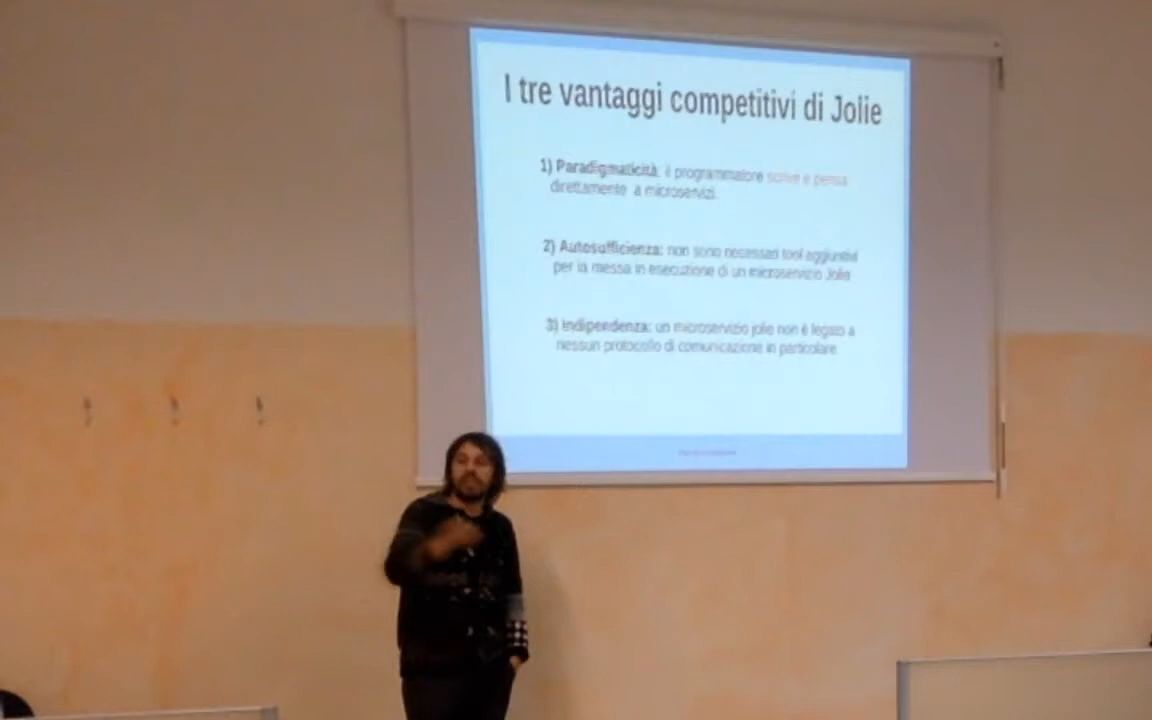 I tre vantaggi competitivi di Jolie
1) Paradigmaticità: il programmatore scrive e pensa
direttamente a microservizi.
2) Autosufficienza: non sono necessari tool aggiuntivi
per la messa in esecuzione di un microservizio Jolie
3) Indipendenza: un microservizio jolie non è legato a
nessun protocollo di comunicazione in particolare